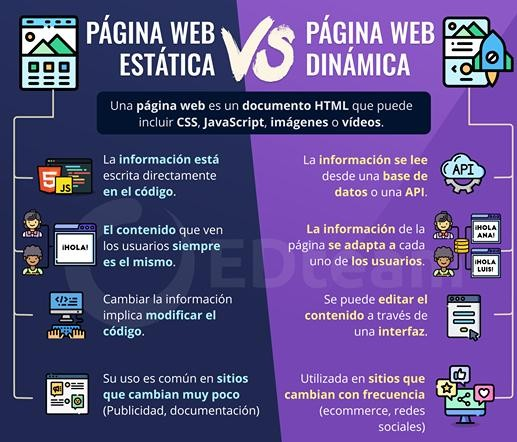 PÁGINA WEB
ESTÁTICA
VS
PÁGINA WEB
DINÁMICA
Una página web es un documento HTML que puede
incluir CSS, JavaScript, imágenes o vídeos.
5
JS
La información está
escrita directamente
en el código.
¡HOLA!
El contenido que ven
los usuarios siempre
es el mismo.
</>
Cambiar la información
implica modificar el
código.
Su uso es común en sitios
que cambian muy poco
(Publicidad, documentación)
La información se lee
desde una base de
datos o una API.
API
La información de la
página se adapta a cada
uno de los usuarios.
¡HOLA
ANA!
¡HOLA
LUIS!
Se puede editar el
contenido a través de
una interfaz.
Utilizada en sitios que
cambian con frecuencia
(ecommerce, redes
sociales)
EDteam